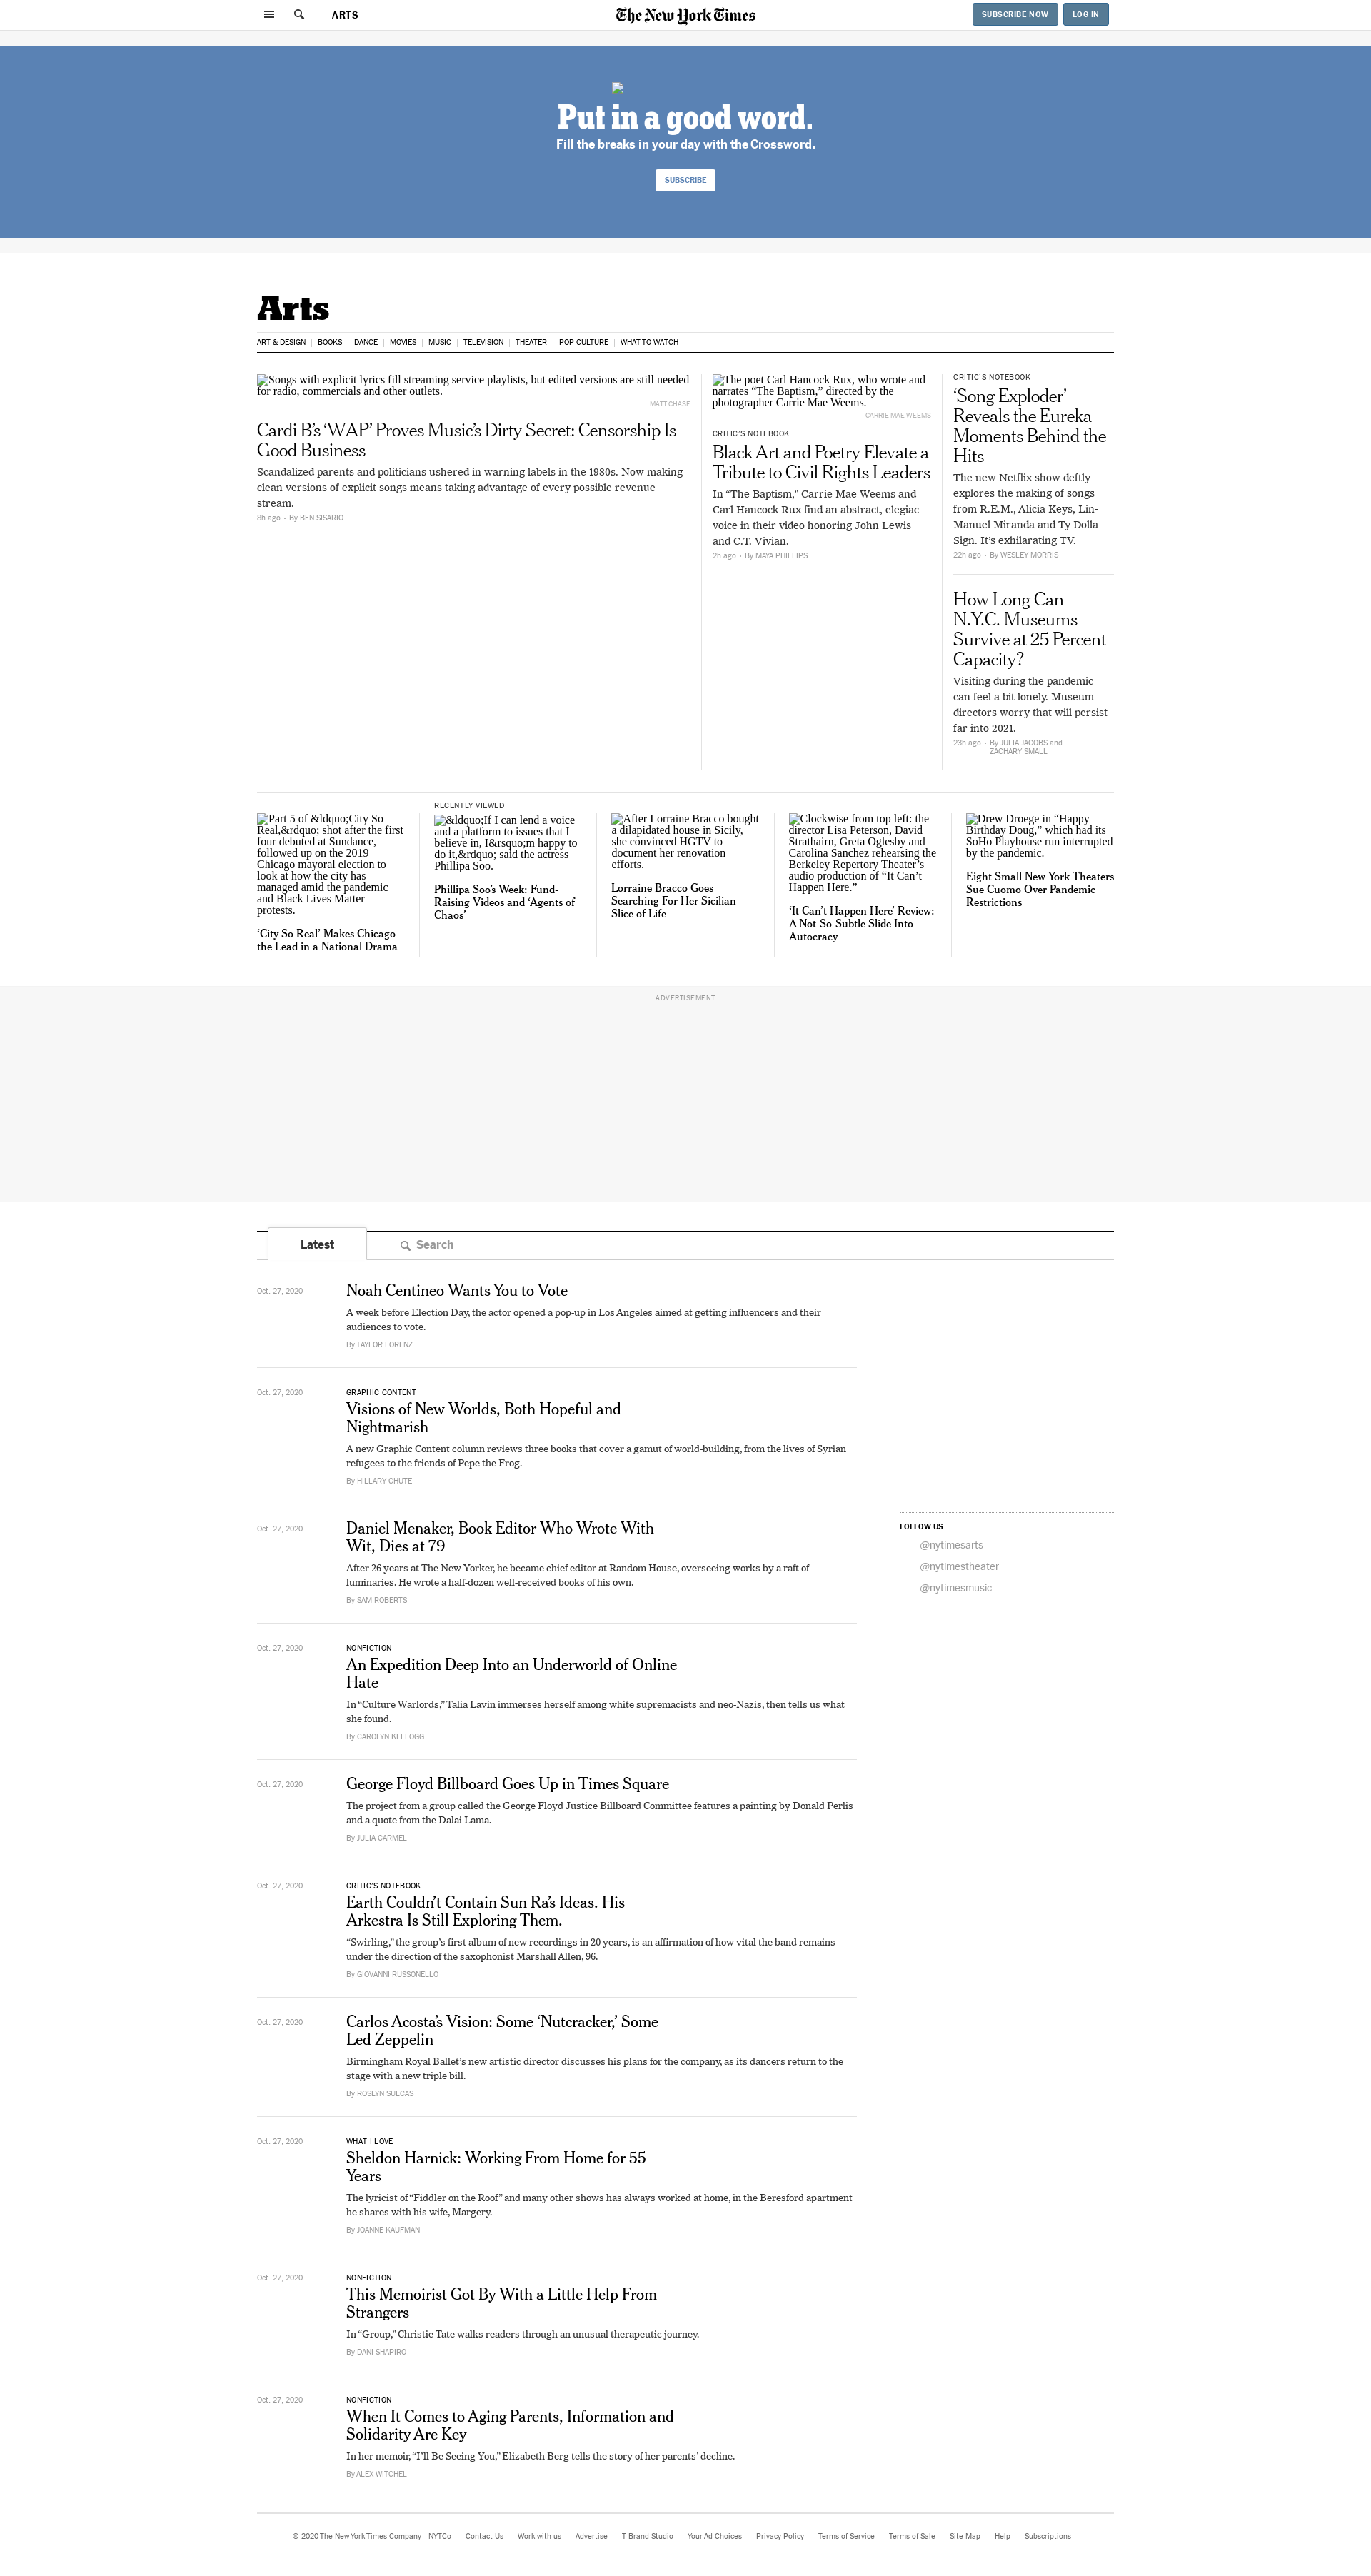 ARTS
The New York Times
SUBSCRIBE NOW
LOG IN
Put in a good word.
Fill the breaks in your day with the Crossword.
SUBSCRIBE
Arts
ART & DESIGN
BOOKS
DANCE
MOVIES
MUSIC
TELEVISION
THEATER
POP CULTURE
WHAT TO WATCH
Songs with explicit lyrics fill streaming service playlists, but edited versions are still needed
for radio, commercials and other outlets.
MATT CHASE
Cardi B’s ‘WAP’ Proves Music’s Dirty Secret: Censorship Is
Good Business
Scandalized parents and politicians ushered in warning labels in the 1980s. Now making
clean versions of explicit songs means taking advantage of every possible revenue
stream.
8h ago • By BEN SISARIO
The poet Carl Hancock Rux, who wrote and
narrates “The Baptism,” directed by the
photographer Carrie Mae Weems.
CARRIE MAE WEEMS
CRITIC’S NOTEBOOK
Black Art and Poetry Elevate a
Tribute to Civil Rights Leaders
In “The Baptism,” Carrie Mae Weems and
Carl Hancock Rux find an abstract, elegiac
voice in their video honoring John Lewis
and C.T. Vivian.
2h ago • By MAYA PHILLIPS
CRITIC’S NOTEBOOK
‘Song Exploder’
Reveals the Eureka
Moments Behind the
Hits
The new Netflix show deftly
explores the making of songs
from R.E.M., Alicia Keys, Lin-
Manuel Miranda and Ty Dolla
Sign. It’s exhilarating TV.
22h ago • By WESLEY MORRIS
How Long Can
N.Y.C. Museums
Survive at 25 Percent
Capacity?
Visiting during the pandemic
can feel a bit lonely. Museum
directors worry that will persist
far into 2021.
23h ago • By JULIA JACOBS and
ZACHARY SMALL
Part 5 of &ldquo;City So
Real,&rdquo; shot after the first
four debuted at Sundance,
followed up on the 2019
Chicago mayoral election to
look at how the city has
managed amid the pandemic
and Black Lives Matter
protests.
‘City So Real’ Makes Chicago
the Lead in a National Drama
RECENTLY VIEWED
&ldquo;If I can lend a voice
and a platform to issues that I
believe in, I&rsquo;m happy to
do it,&rdquo; said the actress
Phillipa Soo.
Phillipa Soo’s Week: Fund-
Raising Videos and ‘Agents of
Chaos’
After Lorraine Bracco bought
a dilapidated house in Sicily,
she convinced HGTV to
document her renovation
efforts.
Lorraine Bracco Goes
Searching For Her Sicilian
Slice of Life
Clockwise from top left: the
director Lisa Peterson, David
Strathairn, Greta Oglesby and
Carolina Sanchez rehearsing the
Berkeley Repertory Theater’s
audio production of “It Can’t
Happen Here.”
‘It Can’t Happen Here’ Review:
A Not-So-Subtle Slide Into
Autocracy
Drew Droege in “Happy
Birthday Doug,” which had its
SoHo Playhouse run interrupted
by the pandemic.
Eight Small New York Theaters
Sue Cuomo Over Pandemic
Restrictions
ADVERTISEMENT
Latest
Search
Oct. 27, 2020
Noah Centineo Wants You to Vote
A week before Election Day, the actor opened a pop-up in Los Angeles aimed at getting influencers and their
audiences to vote.
By TAYLOR LORENZ
Oct. 27, 2020
GRAPHIC CONTENT
Visions of New Worlds, Both Hopeful and
Nightmarish
A new Graphic Content column reviews three books that cover a gamut of world-building, from the lives of Syrian
refugees to the friends of Pepe the Frog.
By HILLARY CHUTE
Oct. 27, 2020
Daniel Menaker, Book Editor Who Wrote With
Wit, Dies at 79
After 26 years at The New Yorker, he became chief editor at Random House, overseeing works by a raft of
luminaries. He wrote a half-dozen well-received books of his own.
By SAM ROBERTS
FOLLOW US
@nytimesarts
@nytimestheater
@nytimesmusic
Oct. 27, 2020
NONFICTION
An Expedition Deep Into an Underworld of Online
Hate
In “Culture Warlords,” Talia Lavin immerses herself among white supremacists and neo-Nazis, then tells us what
she found.
By CAROLYN KELLOGG
Oct. 27, 2020
George Floyd Billboard Goes Up in Times Square
The project from a group called the George Floyd Justice Billboard Committee features a painting by Donald Perlis
and a quote from the Dalai Lama.
By JULIA CARMEL
Oct. 27, 2020
CRITIC’S NOTEBOOK
Earth Couldn’t Contain Sun Ra’s Ideas. His
Arkestra Is Still Exploring Them.
“Swirling,” the group’s first album of new recordings in 20 years, is an affirmation of how vital the band remains
under the direction of the saxophonist Marshall Allen, 96.
By GIOVANNI RUSSONELLO
Oct. 27, 2020
Carlos Acosta’s Vision: Some ‘Nutcracker,’ Some
Led Zeppelin
Birmingham Royal Ballet’s new artistic director discusses his plans for the company, as its dancers return to the
stage with a new triple bill.
By ROSLYN SULCAS
Oct. 27, 2020
WHAT I LOVE
Sheldon Harnick: Working From Home for 55
Years
The lyricist of “Fiddler on the Roof” and many other shows has always worked at home, in the Beresford apartment
he shares with his wife, Margery.
By JOANNE KAUFMAN
Oct. 27, 2020
NONFICTION
This Memoirist Got By With a Little Help From
Strangers
In “Group,” Christie Tate walks readers through an unusual therapeutic journey.
By DANI SHAPIRO
Oct. 27, 2020
NONFICTION
When It Comes to Aging Parents, Information and
Solidarity Are Key
In her memoir, “I’ll Be Seeing You,” Elizabeth Berg tells the story of her parents’ decline.
By ALEX WITCHEL
© 2020 The New York Times Company NYTCo Contact Us Work with us Advertise T Brand Studio Your Ad Choices Privacy Policy Terms of Service Terms of Sale Site Map Help Subscriptions